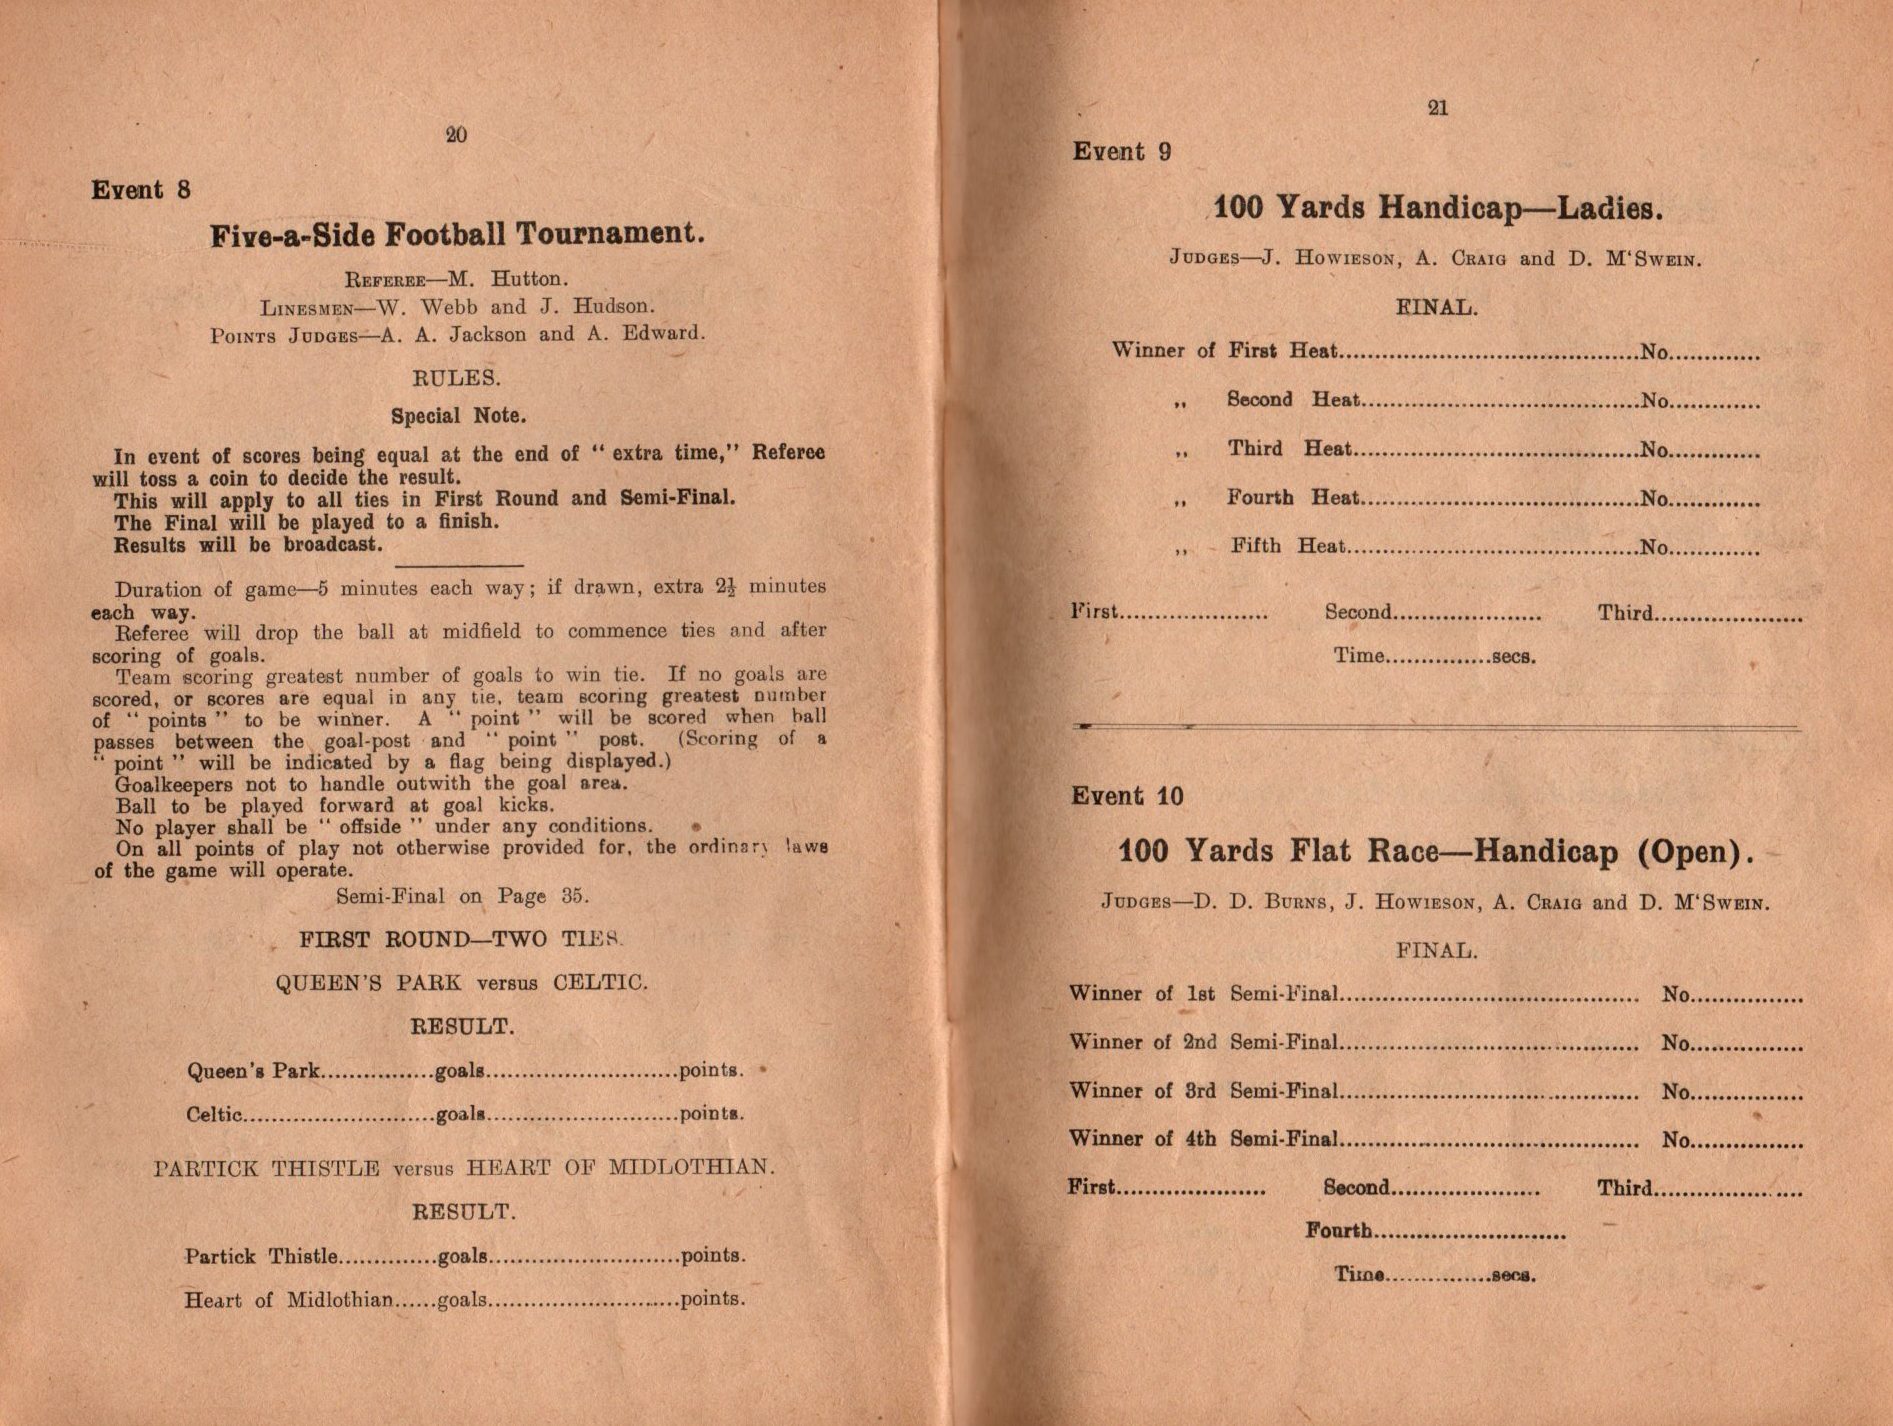 20
Event 8
Five-a-Side Football Tournament.
REFEREE—M. Hutton.
LINESMEN—W. Webb and J. Hudson.
POINTS JUDGES—A. A. Jackson and A. Edward.
RULES.
Special Note.
In event of scores being equal at the end of “ extra time,” Referee
will toss a coin to decide the result.
This will apply to all ties in First Round and Semi-Final.
The Final will be played to a finish.
Results will be broadcast.
Duration of game—5 minutes each way; if drawn, extra 2½ minutes
each way.
Referee will drop the ball at midfield to commence ties and after
scoring of goals.
Team scoring greatest number of goals to win tie. If no goals are
scored, or scores are equal in any tie, team scoring greatest number
of “ points ” to be winner. A “ point ” will be scored when ball
passes between the goal-post and “ point ” post. (Scoring of a
“ point ” will be indicated by a flag being displayed.)
Goalkeepers not to handle outwith the goal area.
Ball to be played forward at goal kicks.
No player shall be “ offside ” under any conditions.
On all points of play not otherwise provided for, the ordinary laws
of the game will operate.
Semi-Final on Page 35.
FIRST ROUND—TWO TIES.
QUEEN'S PARK versus CELTIC.
RESULT.
Queen's Park................goals...........................points.
Celtic...........................goals...........................points.
PARTICK THISTLE versus HEART OF MIDLOTHIAN.
RESULT.
Partick Thistle..............goals...........................points.
Heart of Midlothian......goals...........................points.
21
Event 9
100 Yards Handicap—Ladies.
JUDGES—J. HOWIESON, A. CRAIG and D. M‘SWEIN.
FINAL.
Winner of First Heat..........................................No.............
„ Second Heat.......................................No.............
„ Third Heat........................................No.............
„ Fourth Heat.......................................No.............
„ Fifth Heat.........................................No.............
First..................... Second..................... Third.....................
Time...............secs.
Event 10
100 Yards Flat Race—Handicap (Open).
JUDGES—D. D. BURNS, J. HOWIESON, A. CRAIG and D. M‘SWEIN.
FINAL.
Winner of 1st Semi-Final.......................................... No................
Winner of 2nd Semi-Final.......................................... No................
Winner of 3rd Semi-Final.......................................... No................
Winner of 4th Semi-Final.......................................... No................
First..................... Second..................... Third.....................
Fourth...........................
Time...............secs.